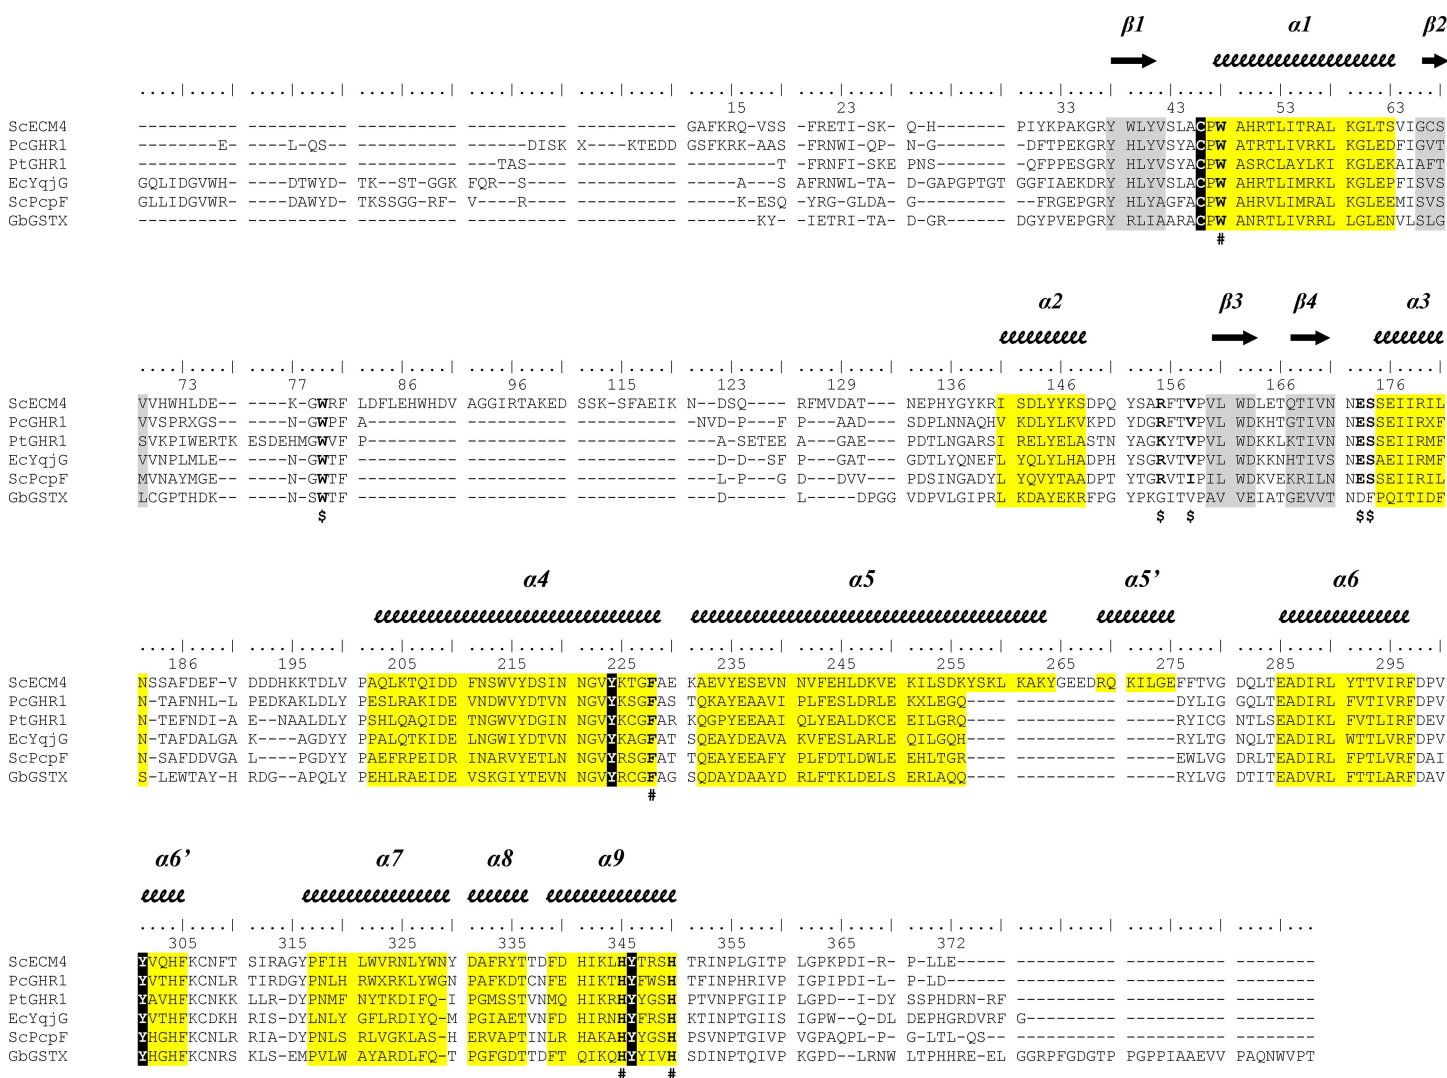 β1 α1 β2
15 23 33 43 53 63
ScECM4 ---------- ---------- ---------- ---------- ---------- GAFKRQ-VSS -FRETI-SK- Q-H------- PIYKPAKGRY WLYVSLACPW AHRTLITRAL KGLTSVIGCS
PcGHR1 --------E- ----L-QS-- ---------- -----DISK X----KTEDD GSFKRK-AAS -FRNWI-QP- N-G------- -DFTPESGRY HLYVSYACPW ATRTLIVRKL KGLEDFIGVT
PtGHR1 ---------- ---------- ---------- --TAS----- ---------- ---------T -FRNFI-SKE PNS------- -QFPPESGRY HLYVSYACPW ASRCLAYLKI KGLEKAIAFT
EcYqjG GQLIDGVWH- ----DTWYD- TK--ST-GGK FQR--S---- ---------- -----A---S AFRNWL-TA- D-GAPGPTGT GGFIAEKDRY HLYVSLACPW AHRTLIMRKL KGLEPFISVS
ScPcpF GLLIDGVWR- ----DAWYD- TKSSGG-RF- V---R----- ---------- -----K-ESQ -YRG-GLDA- G--------- -FRGEPGRY HLYAGFACPW AHRVLIMRAL KGLEEMISVS
GbGSTX ---------- ---------- ---------- ---------- ---------- -------KY- -IETRI-TA- D-GR------ DGYPVEPGRY RLIAARACPW ANRTLIVRRL LGLENVLSLG
#
α2 β3 β4 α3
73 77 86 96 115 123 129 136 146 156 166 176
ScECM4 VVHWHLDE-- ----K-GWRF LDFLEHWHDV AGGIRTAKED SSK-SFAEIK N--DSQ---- RFMVDAT--- NEPHYGYKRI SDLYYKSDPQ YSARFTVPVL WDLETQTIVN NESSEIIRIL
PcGHR1 VVSPRXGS-- ----N-GWPF A--------- ---------- ---------- NVD-P---F P---AAD--- SDPLNNAQHV KDLYLKVKPD YDGRFTVPVL WDKHTGTIVN NESSEIIRXF
PtGHR1 SVKPIWERTK ESDEHMGWVF P--------- ---------- ---------- ---A-SETEE A---GAE--- PDTLNGARSI RELYELASTN YAGKYTVPVL WDKKLKTIVN NESSEIIRMF
EcYqjG VVNPLMLE-- ----N-GWTF ---------- ---------- ---------- ---D-D--SF P---GAT--- GDTLYQNEFL YQLYLHADPH YSGRVTVPVL WDKKNHTIVS NESAEIIRMF
ScPcpF MVNAYMGE-- ----NGWTF ---------- ---------- ---------- ---L-P---G D---DVV--- PDSINGADYL YQVYTAADPT YTGRVTIPIL WDKVEKRILN NESSEIIRIL
GbGSTX LCGPTHDK-- ----N-SWTF ---------- ---------- ---------- ---------- ------DPGG VDPVLGIPRL KDAYEKRFPG YPKGITVPAV VEIATGEVVT NDFPQITIDF
$ $ $ $ $
α4 α5 α5’ α6
186 195 205 215 225 235 245 255 265 275 285 295
ScECM4 NSSAFDEF-V DDDHKKTDLV PAQLKTQIDD FNSWVYDSIN NGVYKTGFAE KAEVYESEVN NVFEHLDKVE KILSDKYSKL KAKYGEEDRQ KILGEFFTVG DQLTEADIRL YTTVIRFDPV
PcGHR1 N-TAFNHL-L PEDKAKLDLY PESLRAKIDE VNDWVYDTVN NGVYKSGFAS TQKAYEAAVI PLFESLDRLE KXLEGQ---- ---------- -----DYLIG GQLTEADIRL FVTIVRFDPV
PtGHR1 N-TEFNDI-A E--NAALDLY PSHLQAQIDE TNGWVYDGIN NGVYKCGFAR KQGPYEEAAI QLYEALDKCE EILGRQ---- ---------- -----RYICG NTLSEADIRL FVTLIRFDEV
EcYqjG N-TAFDALGA K----AGDYY PPALQTKIDE LNGWIYDTVN NGVYKAGFAT SQEAYDEAVA KVFESLARLE QILGQH---- ---------- -----RYLTG NQLTEADIRL WTTLVRFDPV
ScPcpF N-SAFDDVGA L----PGDYY PAEFRPEIDR INARVYETLN NGVYRSGFAT TQEAYEEAFY PLFDTLDWLE EHLTGR---- ---------- -----EWLVG DRLTEADIRL FPTLVRFDAI
GbGSTX S-LEWTAY-H RDG--APQLY PEHLRAEIDE VSKGIYTEVN NGVYRCGFAG SQDAYDAAYD RLFTKLDELS ERLAQQ---- ---------- -----RYLVG DTITEADVRL FTTLARFDAV
#
α6’ α7 α8 α9
305 315 325 335 345 355 365 372
ScECM4 YVQHFKCNFT SIRAGYPFIH LWVRNLYWNY DAFRYTTDFD HIKLHYTRSH TRINPLGITP LGPKPDI-R- P-LLE----- ---------- ---------- ----------
PcGHR1 YVTHFKCNLR TIRDGYPNLH RWXRKLYWGN PAFKDTCNFE HIKTHYFWSH TFINPHRIVP IGPIPDI-L- P-LD------ ---------- ---------- ----------
PtGHR1 YAVHFKCNKK LLR-DYPNMF NYTKDIFQ-I PGMSSTVNMQ HIKRHYYGSH PTVNPFGIIP LGPD--I-DY SSPHDRN-RF ---------- ---------- ----------
EcYqjG YVTHFKCDKH RIS-DYLNLY GFLRDIYQ-M PGIAETVNFD HIRNHYFRSH KTINPTGIIS IGPW--Q-DL DEPHGRDVRF G--------- ---------- ----------
ScPcpF YHGHFKCNLR RIA-DYPNLS RLVGKLAS-H ERVAPTINLR HAKAHYYGSH PSVNPTGIVP VGPAQPL-P- G-LTL-QS-- ---------- ---------- ----------
GbGSTX YHGHFKCNRS KLS-EMPVLW AYARDLFQ-T PGFGDTTDFT QIKQHYYIVH SDINPTQIVP KGPD--LRNW LTPHHRE-EL GGRPFGDGTP PGPPIAAEVV PAQNWVPT
# #